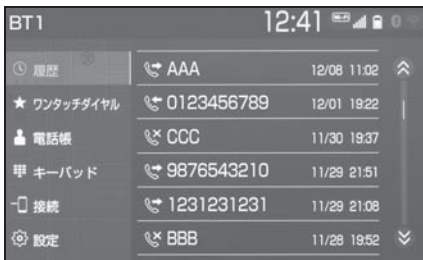 BT1 12:41
履歴
ワンタッチダイヤル
電話帳
キーパッド
接続
設定
AAA 12/08 11:02
0123456789 12/01 19:22
CCC 11/30 19:37
9876543210 11/29 21:51
1231231231 11/29 21:08
BBB 11/28 19:52